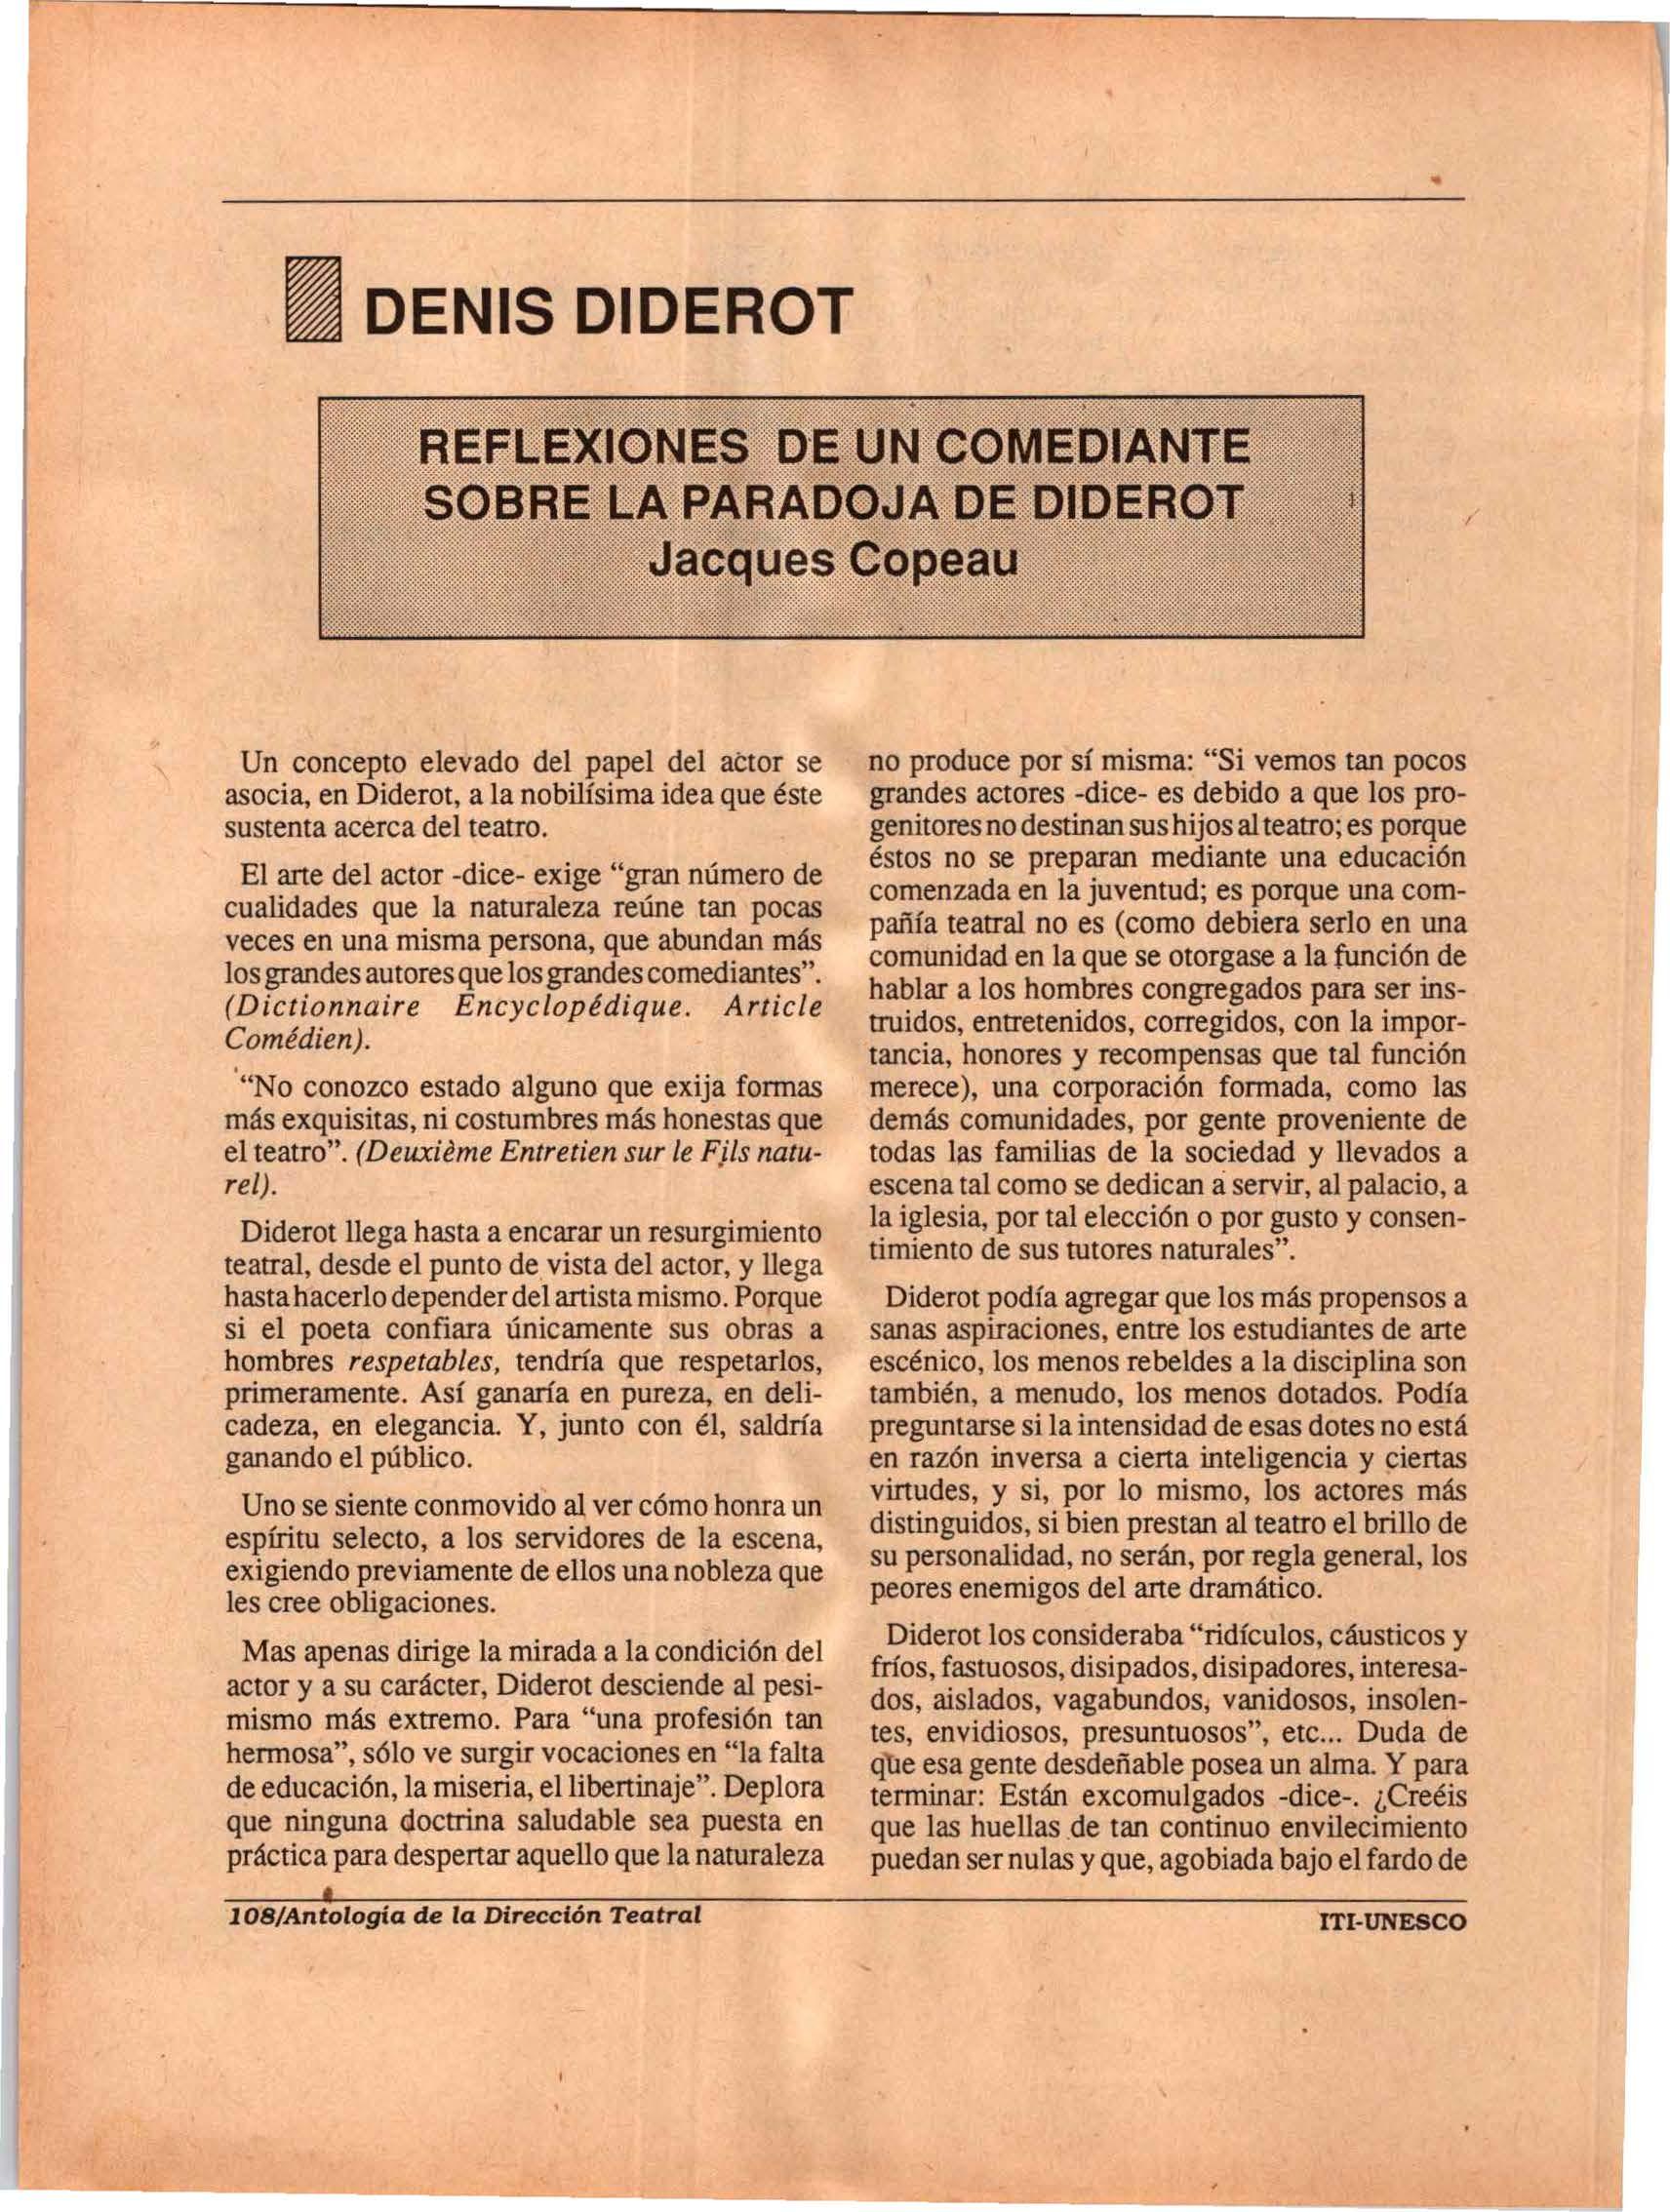 DENIS DIDEROT
REFLEXIONES DE UN COMEDIANTE
SOBRE LA PARADOJA DE DIDEROT
Jacques Copeau
Un concepto elevado del papel del actor se
asocia, en Diderot, a la nobilísima idea que éste
sustenta acerca del teatro.
El arte del actor -dice- exige “gran número de
cualidades que la naturaleza reúne tan pocas
veces en una misma persona, que abundan más
los grandes autores que los grandes comediantes”.
(Dictionnaire Encyclopédique. Article
Comédien).
“No conozco estado alguno que exija formas
más exquisitas, ni costumbres más honestas que
el teatro”. (Deuxième Entretien sur le Fils natu-
rel).
Diderot llega hasta a encarar un resurgimiento
teatral, desde el punto de vista del actor, y llega
hasta hacerlo depender del artista mismo. Porque
si el poeta confiara únicamente sus obras a
hombres respetables, tendría que respetarlos,
primeramente. Así ganaría en pureza, en deli-
cadeza, en elegancia. Y, junto con él, saldría
ganando el público.
Uno se siente conmovido al ver cómo honra un
espíritu selecto, a los servidores de la escena,
exigiendo previamente de ellos una nobleza que
les cree obligaciones.
Mas apenas dirige la mirada a la condición del
actor y a su carácter, Diderot desciende al pesi-
mismo más extremo. Para “una profesión tan
hermosa”, sólo ve surgir vocaciones en “la falta
de educación, la miseria, el libertinaje”. Deplora
que ninguna doctrina saludable sea puesta en
práctica para despertar aquello que la naturaleza
no produce por sí misma: “Si vemos tan pocos
grandes actores -dice- es debido a que los pro-
genitores no destinan sus hijos al teatro; es porque
éstos no se preparan mediante una educación
comenzada en la juventud; es porque una com-
pañía teatral no es (como debiera serlo en una
comunidad en la que se otorgase a la función de
hablar a los hombres congregados para ser ins-
truidos, entretenidos, corregidos, con la impor-
tancia, honores y recompensas que tal función
merece), una corporación formada, como las
demás comunidades, por gente proveniente de
todas las familias de la sociedad y llevados a
escena tal como se dedican a servir, al palacio, a
la iglesia, por tal elección o por gusto y consen-
timiento de sus tutores naturales”.
Diderot podía agregar que los más propensos a
sanas aspiraciones, entre los estudiantes de arte
escénico, los menos rebeldes a la disciplina son
también, a menudo, los menos dotados. Podía
preguntarse si la intensidad de esas dotes no está
en razón inversa a cierta inteligencia y ciertas
virtudes, y si, por lo mismo, los actores más
distinguidos, si bien prestan al teatro el brillo de
su personalidad, no serán, por regla general, los
peores enemigos del arte dramático.
Diderot los consideraba “ridículos, cáusticos y
fríos, fastuosos, disipados, disipadores, interesa-
dos, aislados, vagabundos, vanidosos, insolen-
tes, envidiosos, presuntuosos”, etc... Duda de
que esa gente desdeñable posea un alma. Y para
terminar: Están excomulgados -dice-. ¿Creéis
que las huellas de tan continuo envilecimiento
puedan ser nulas y que, agobiada bajo el fardo de
108/Antología de la Dirección Teatral
ITI-UNESCO